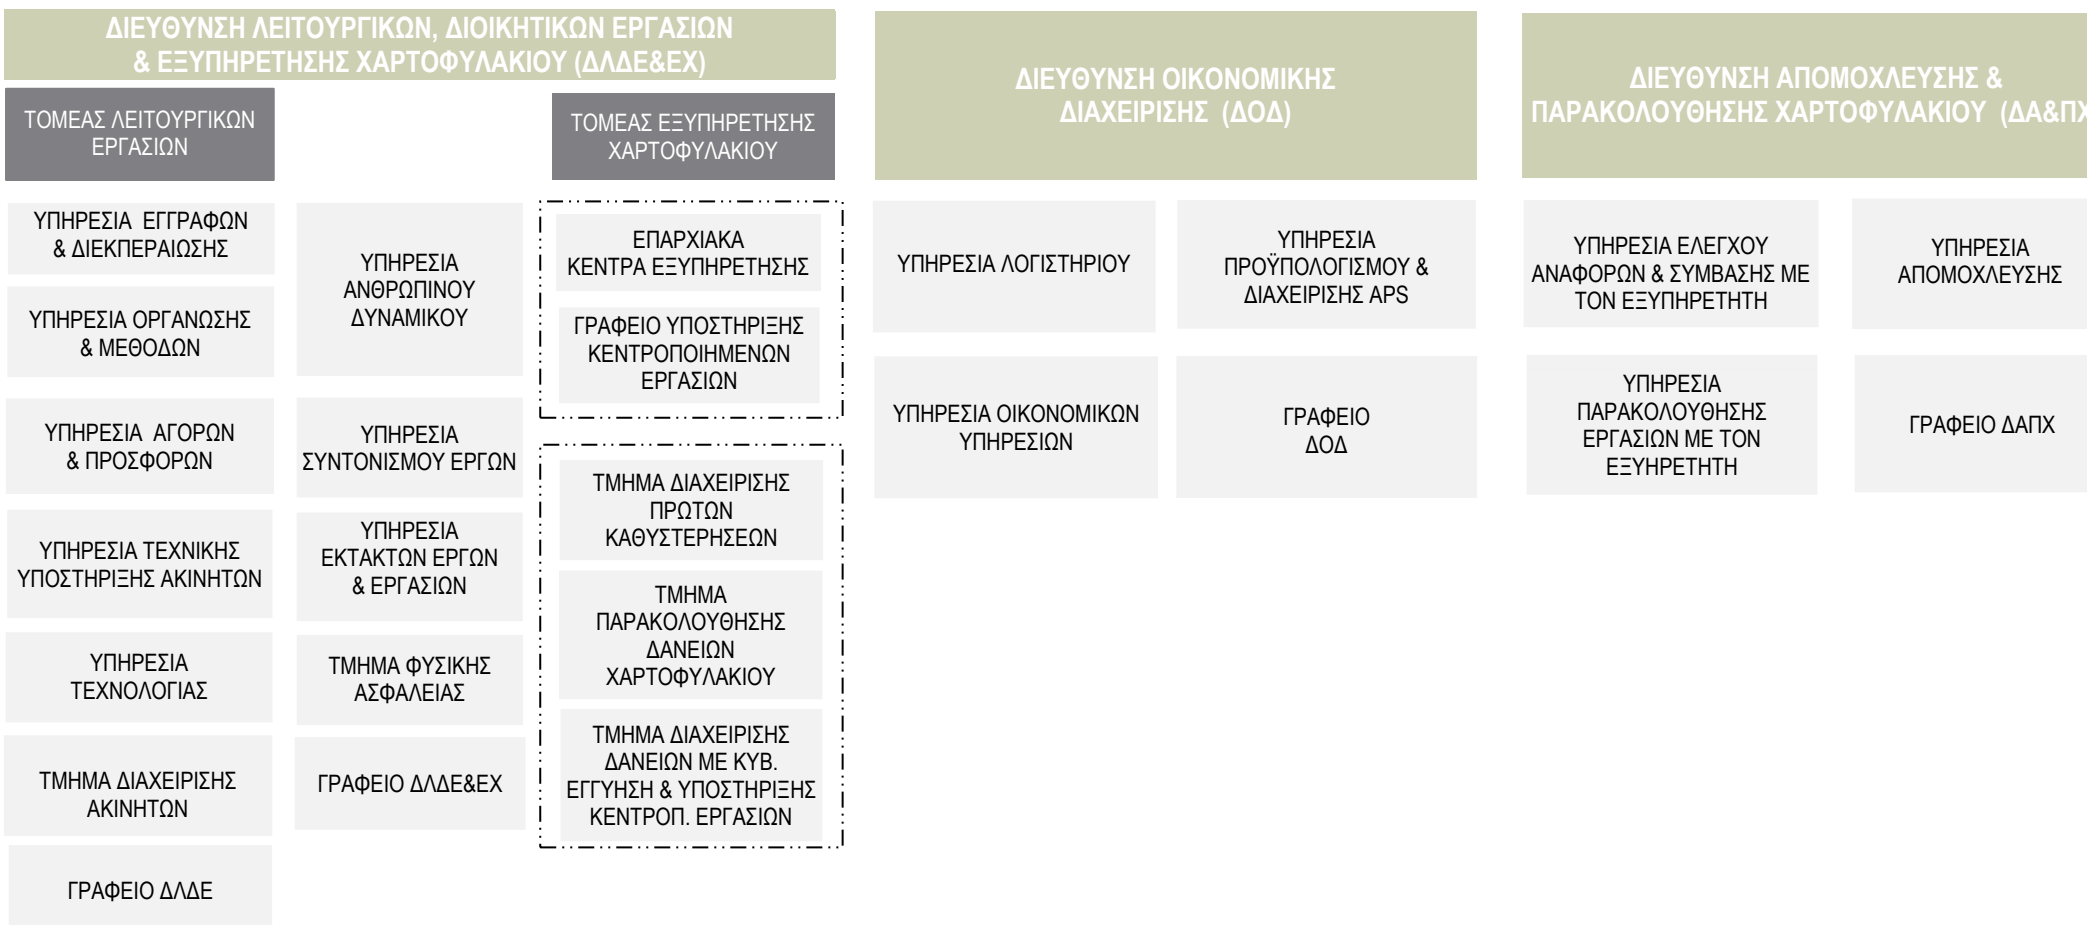 ΔΙΕΥΘΥΝΣΗ ΛΕΙΤΟΥΡΓΙΚΩΝ, ΔΙΟΙΚΗΤΙΚΩΝ ΕΡΓΑΣΙΩΝ
& ΕΞΥΠΗΡΕΤΗΣΗΣ ΧΑΡΤΟΦΥΛΑΚΙΟΥ (ΔΛΔΕ&ΕΧ)
ΤΟΜΕΑΣ ΛΕΙΤΟΥΡΓΙΚΩΝ
ΕΡΓΑΣΙΩΝ
ΥΠΗΡΕΣΙΑ ΕΓΓΡΑΦΩΝ
& ΔΙΕΚΠΕΡΑΙΩΣΗΣ
ΥΠΗΡΕΣΙΑ ΟΡΓΑΝΩΣΗΣ
& ΜΕΘΟΔΩΝ
ΥΠΗΡΕΣΙΑ ΑΓΟΡΩΝ
& ΠΡΟΣΦΟΡΩΝ
ΥΠΗΡΕΣΙΑ ΤΕΧΝΙΚΗΣ
ΥΠΟΣΤΗΡΙΞΗΣ ΑΚΙΝΗΤΩΝ
ΥΠΗΡΕΣΙΑ
ΤΕΧΝΟΛΟΓΙΑΣ
ΤΜΗΜΑ ΔΙΑΧΕΙΡΙΣΗΣ
ΑΚΙΝΗΤΩΝ
ΓΡΑΦΕΙΟ ΔΛΔΕ
ΥΠΗΡΕΣΙΑ
ΑΝΘΡΩΠΙΝΟΥ
ΔΥΝΑΜΙΚΟΥ
ΥΠΗΡΕΣΙΑ
ΣΥΝΤΟΝΙΣΜΟΥ ΕΡΓΩΝ
ΥΠΗΡΕΣΙΑ
ΕΚΤΑΚΤΩΝ ΕΡΓΩΝ
& ΕΡΓΑΣΙΩΝ
ΤΜΗΜΑ ΦΥΣΙΚΗΣ
ΑΣΦΑΛΕΙΑΣ
ΓΡΑΦΕΙΟ ΔΛΔΕ&ΕΧ
ΤΟΜΕΑΣ ΕΞΥΠΗΡΕΤΗΣΗΣ
ΧΑΡΤΟΦΥΛΑΚΙΟΥ
ΕΠΑΡΧΙΑΚΑ
ΚΕΝΤΡΑ ΕΞΥΠΗΡΕΤΗΣΗΣ
ΓΡΑΦΕΙΟ ΥΠΟΣΤΗΡΙΞΗΣ
ΚΕΝΤΡΟΠΟΙΗΜΕΝΩΝ
ΕΡΓΑΣΙΩΝ
ΤΜΗΜΑ ΔΙΑΧΕΙΡΙΣΗΣ
ΠΡΩΤΩΝ
ΚΑΘΥΣΤΕΡΗΣΕΩΝ
ΤΜΗΜΑ
ΠΑΡΑΚΟΛΟΥΘΗΣΗΣ
ΔΑΝΕΙΩΝ
ΧΑΡΤΟΦΥΛΑΚΙΟΥ
ΤΜΗΜΑ ΔΙΑΧΕΙΡΙΣΗΣ
ΔΑΝΕΙΩΝ ΜΕ ΚΥΒ.
ΕΓΓΥΗΣΗ & ΥΠΟΣΤΗΡΙΞΗΣ
ΚΕΝΤΡΟΠ. ΕΡΓΑΣΙΩΝ
ΔΙΕΥΘΥΝΣΗ ΟΙΚΟΝΟΜΙΚΗΣ
ΔΙΑΧΕΙΡΙΣΗΣ (ΔΟΔ)
ΥΠΗΡΕΣΙΑ ΛΟΓΙΣΤΗΡΙΟΥ
ΥΠΗΡΕΣΙΑ
ΠΡΟΫΠΟΛΟΓΙΣΜΟΥ &
ΔΙΑΧΕΙΡΙΣΗΣ APS
ΥΠΗΡΕΣΙΑ ΟΙΚΟΝΟΜΙΚΩΝ
ΥΠΗΡΕΣΙΩΝ
ΓΡΑΦΕΙΟ
ΔΟΔ
ΔΙΕΥΘΥΝΣΗ ΑΠΟΜΟΧΛΕΥΣΗΣ &
ΠΑΡΑΚΟΛΟΥΘΗΣΗΣ ΧΑΡΤΟΦΥΛΑΚΙΟΥ (ΔΑ&ΠΧ
ΥΠΗΡΕΣΙΑ ΕΛΕΓΧΟΥ
ΑΝΑΦΟΡΩΝ & ΣΥΜΒΑΣΗΣ ΜΕ
ΤΟΝ ΕΞΥΠΗΡΕΤΗΤΗ
ΥΠΗΡΕΣΙΑ
ΑΠΟΜΟΧΛΕΥΣΗΣ
ΥΠΗΡΕΣΙΑ
ΠΑΡΑΚΟΛΟΥΘΗΣΗΣ
ΕΡΓΑΣΙΩΝ ΜΕ ΤΟΝ
ΕΞΥΗΡΕΤΗΤΗ
ΓΡΑΦΕΙΟ ΔΑΠΧ